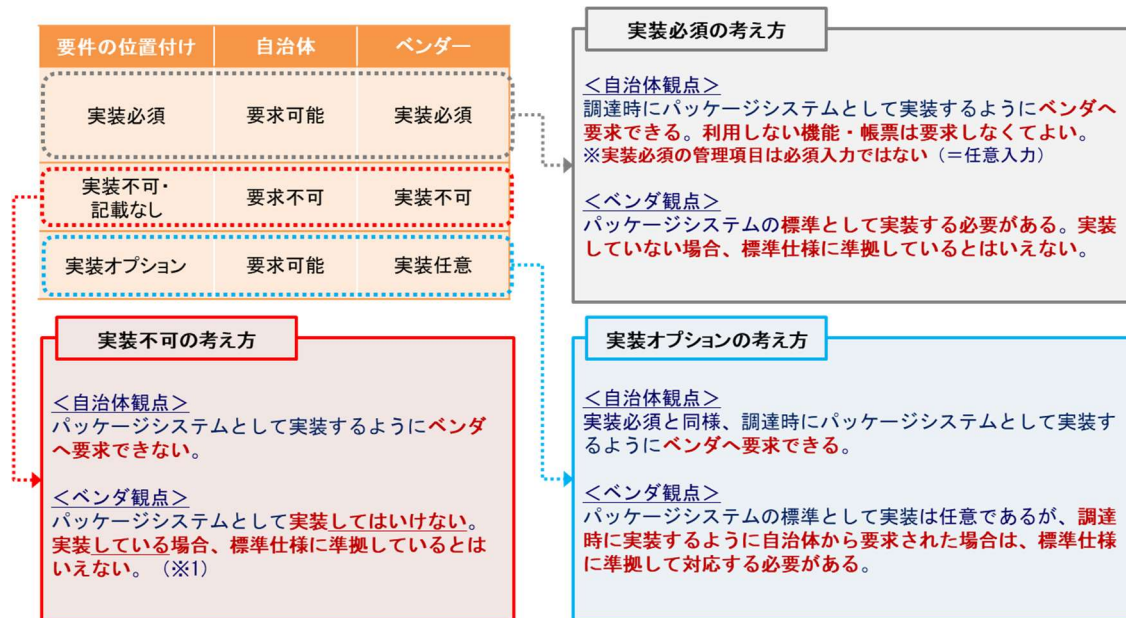 要件の位置付け 自治体 ベンダー
実装必須 要求可能 実装必須
実装不可・
記載なし 要求不可 実装不可
実装オプション 要求可能 実装任意
実装必須の考え方
＜自治体観点＞
調達時にパッケージシステムとして実装するようにベンダへ
要求できる。利用しない機能・帳票は要求しなくてよい。
※実装必須の管理項目は必須入力ではない（＝任意入力）
＜ベンダ観点＞
パッケージシステムの標準として実装する必要がある。実装
していない場合、標準仕様に準拠しているとはいえない。
実装不可の考え方
＜自治体観点＞
パッケージシステムとして実装するようにベンダ
へ要求できない。
＜ベンダ観点＞
パッケージシステムとして実装してはいけない。
実装している場合、標準仕様に準拠しているとは
いえない。（※1）
実装オプションの考え方
＜自治体観点＞
実装必須と同様、調達時にパッケージシステムとして実装す
るようにベンダへ要求できる。
＜ベンダ観点＞
パッケージシステムの標準として実装は任意であるが、調達
時に実装するように自治体から要求された場合は、標準仕様
に準拠して対応する必要がある。